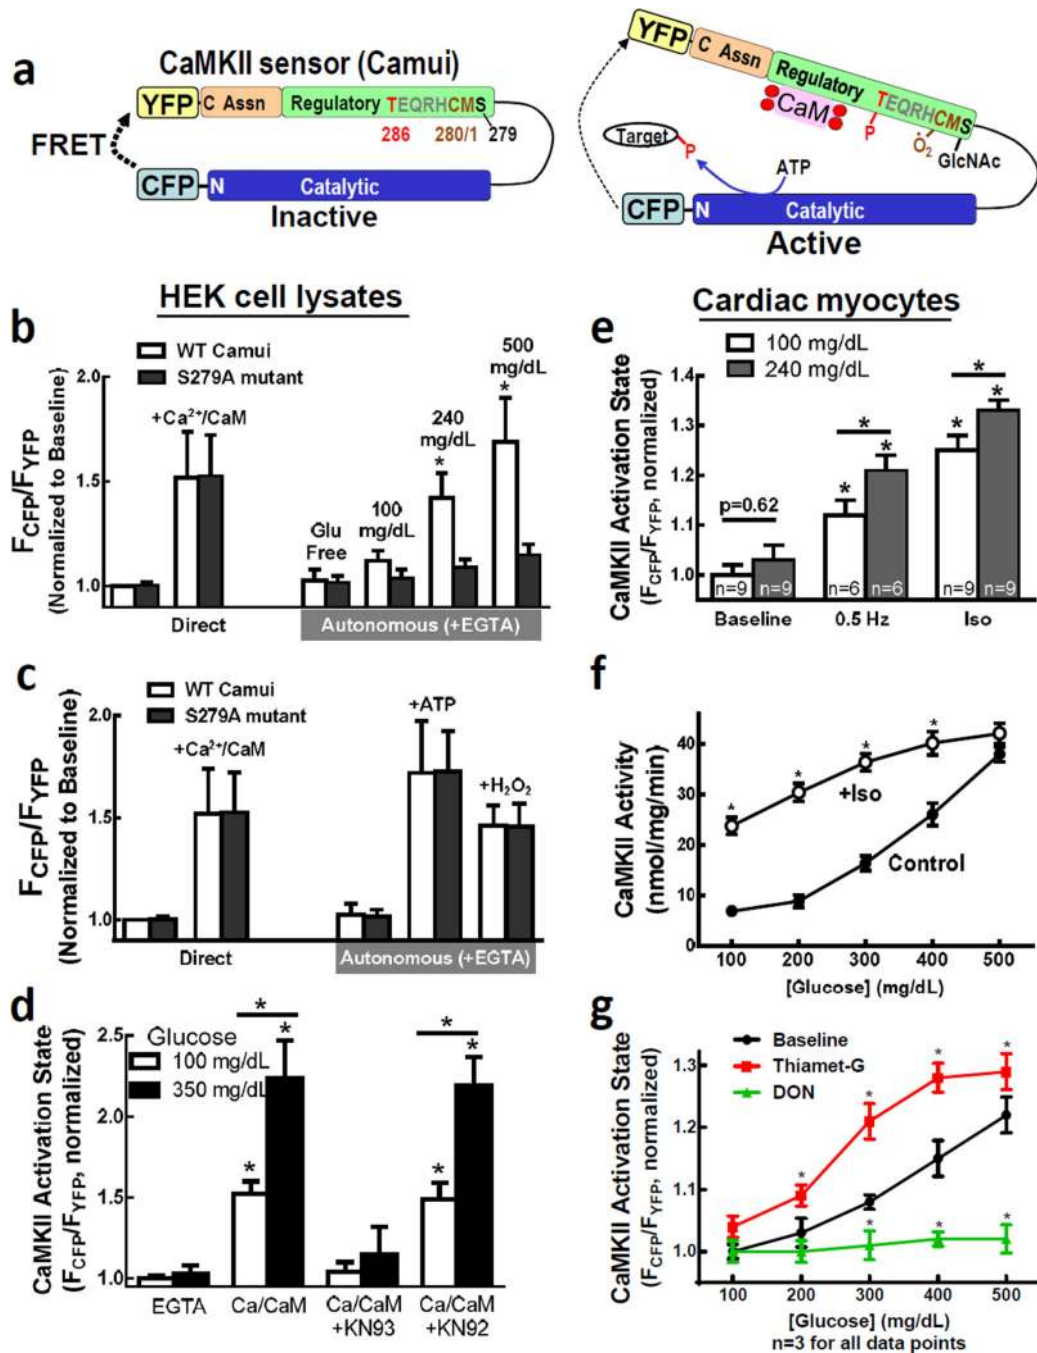 a
CaMKII sensor (Camui)
YFP C Assn Regulatory TEQRHCMS
286 280/1 279
FRET
CFP N Catalytic
Inactive
YFP C Assn Regulatory TEQRHCMS
CaM
P
O₂
GlcNAc
Target
P
ATP
CFP N Catalytic
Active
HEK cell lysates
b
WT Camui
S279A mutant
F_CFP/F_YFP
(Normalized to Baseline)
2.0
1.5
1.0
+Ca²⁺/CaM
Glu
Free
100
mg/dL
240
mg/dL
*
500
mg/dL
*
Direct
Autonomous (+EGTA)
c
WT Camui
S279A mutant
F_CFP/F_YFP
(Normalized to Baseline)
2.0
1.5
1.0
+Ca²⁺/CaM
+ATP
+H₂O₂
Direct
Autonomous (+EGTA)
d
CaMKII Activation State
(F_CFP/F_YFP, normalized)
Glucose
100 mg/dL
350 mg/dL
2.5
2.0
1.5
1.0
* * *
* * *
EGTA
Ca/CaM
Ca/CaM
+KN93
Ca/CaM
+KN92
Cardiac myocytes
e
100 mg/dL
240 mg/dL
CaMKII Activation State
(F_CFP/F_YFP, normalized)
1.4
1.3
1.2
1.1
1.0
p=0.62
* * *
* * *
n=9 n=9 n=6 n=6 n=9 n=9
Baseline 0.5 Hz Iso
f
CaMKII Activity
(nmol/mg/min)
40
30
20
10
0
* * * *
+Iso
Control
100 200 300 400 500
[Glucose] (mg/dL)
g
Baseline
Thiamet-G
DON
CaMKII Activation State
(F_CFP/F_YFP, normalized)
1.3
1.2
1.1
1.0
* * * *
* * *
100 200 300 400 500
[Glucose] (mg/dL)
n=3 for all data points